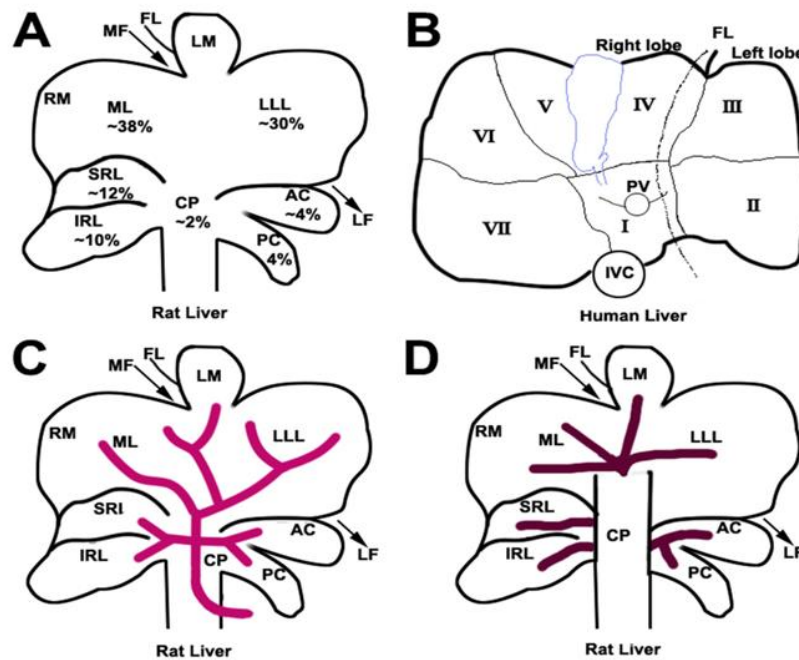 A
FL
MF
LM
RM
ML
~38%
LLL
~30%
SRL
~12%
CP
~2%
AC
~4%
IRL
~10%
PC
4%
LF
Rat Liver
B
Right lobe
FL
Left lobe
V
IV
III
VI
PV
VII
I
II
IVC
Human Liver
C
FL
MF
LM
RM
ML
LLL
SRL
AC
IRL
CP
PC
LF
Rat Liver
D
FL
MF
LM
RM
ML
LLL
SRL
CP
AC
IRL
PC
LF
Rat Liver